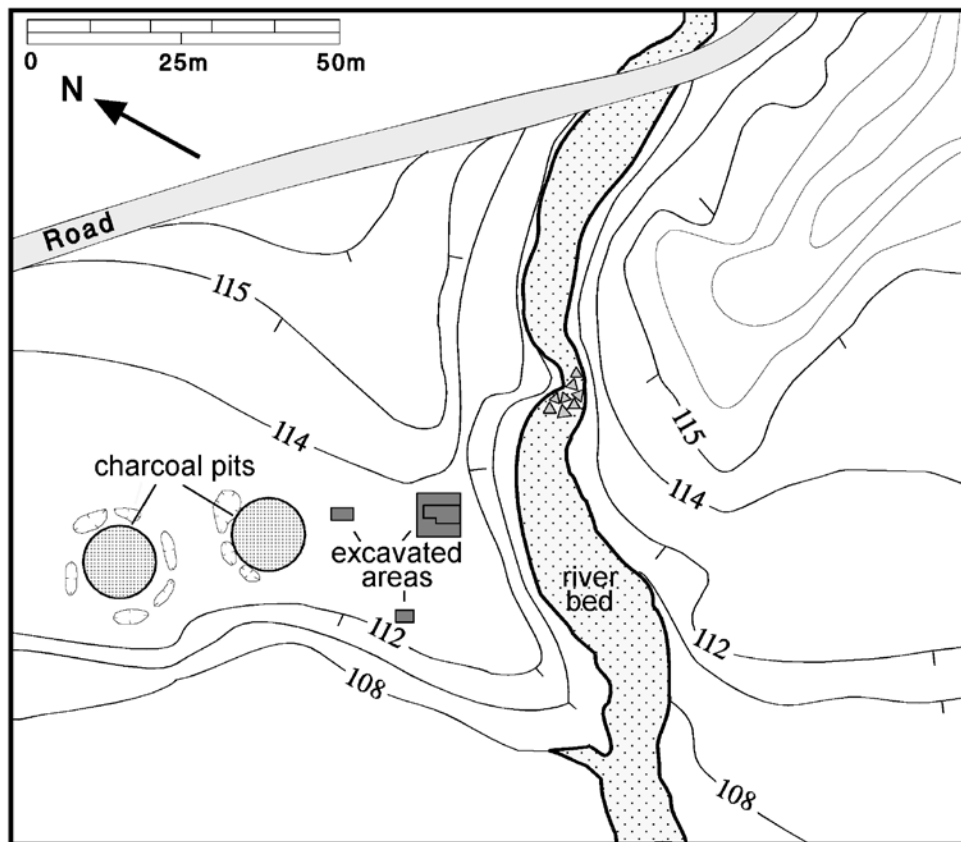 0 25m 50m
N
Road
115
114
charcoal pits
excavated
areas
112
108
river
bed
115
114
112
108